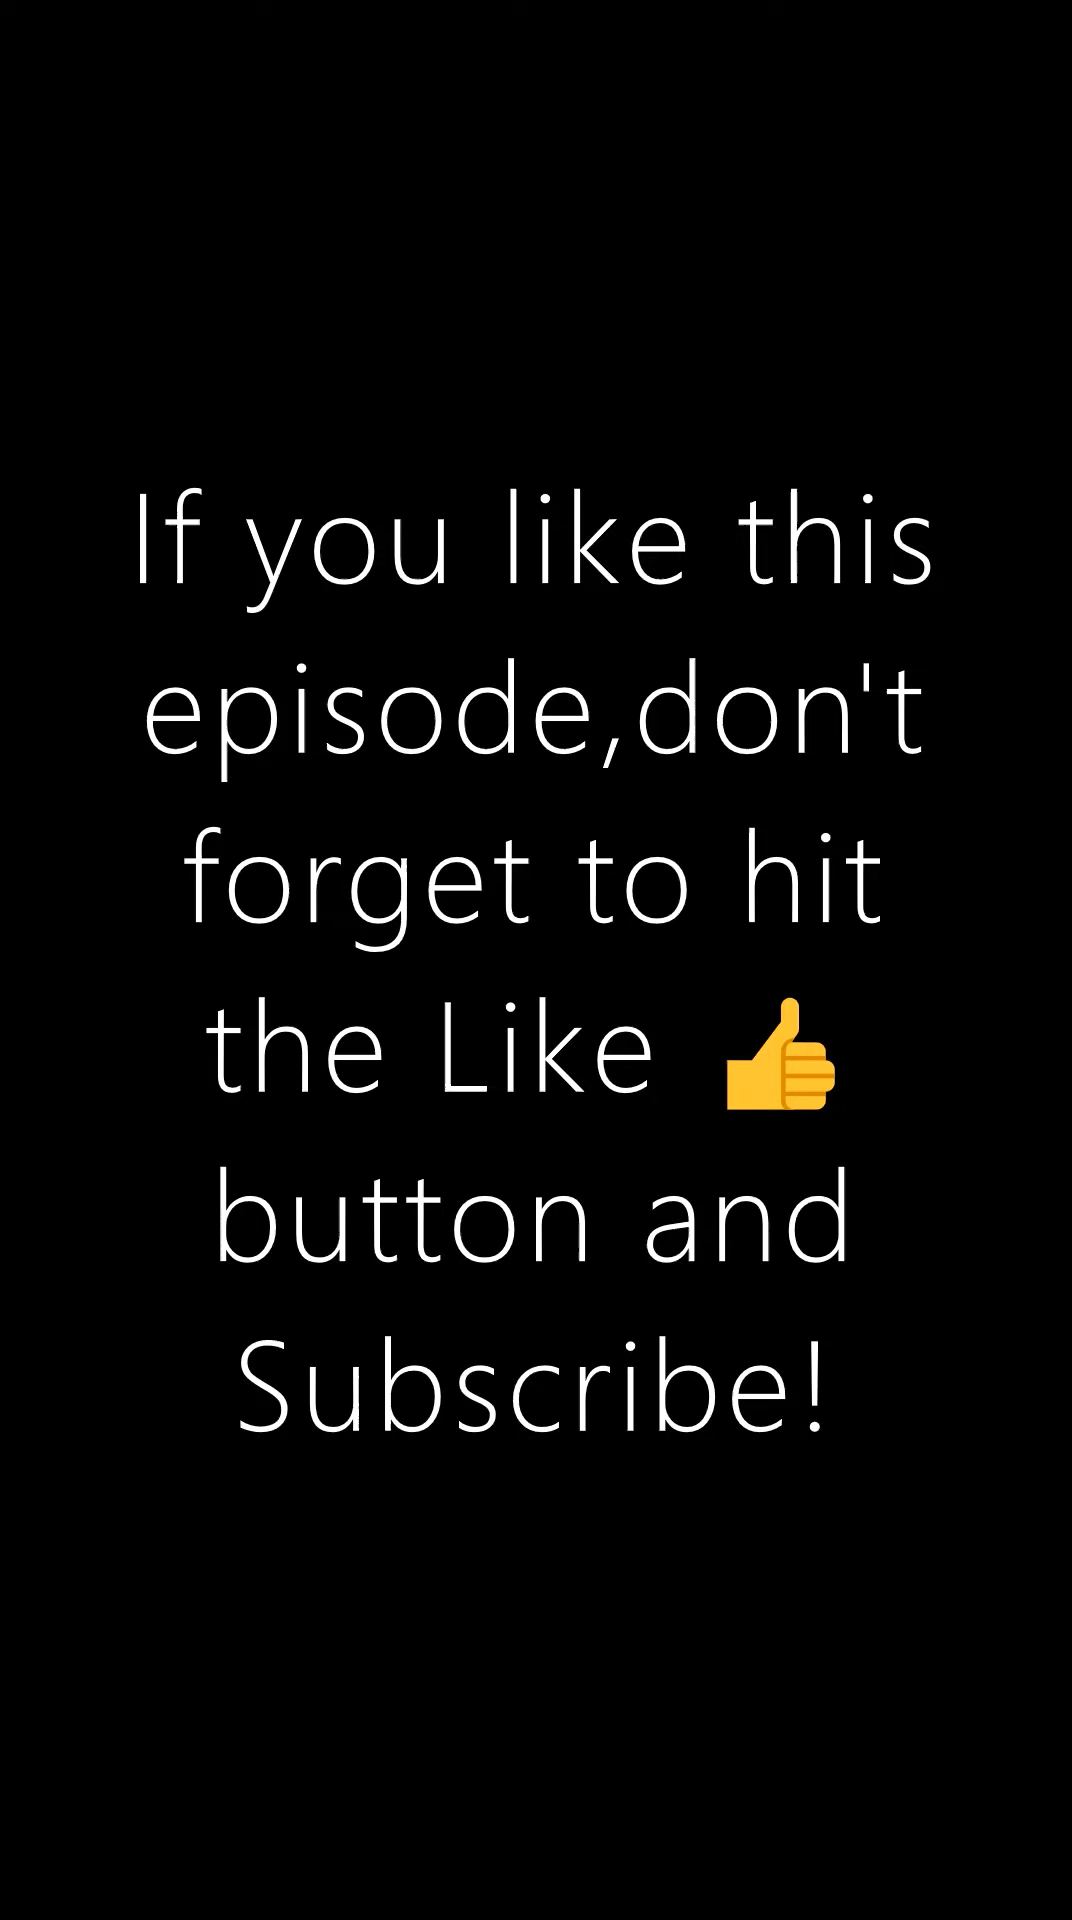 If you like this
episode,don't
forget to hit
the Like 👍
button and
Subscribe!